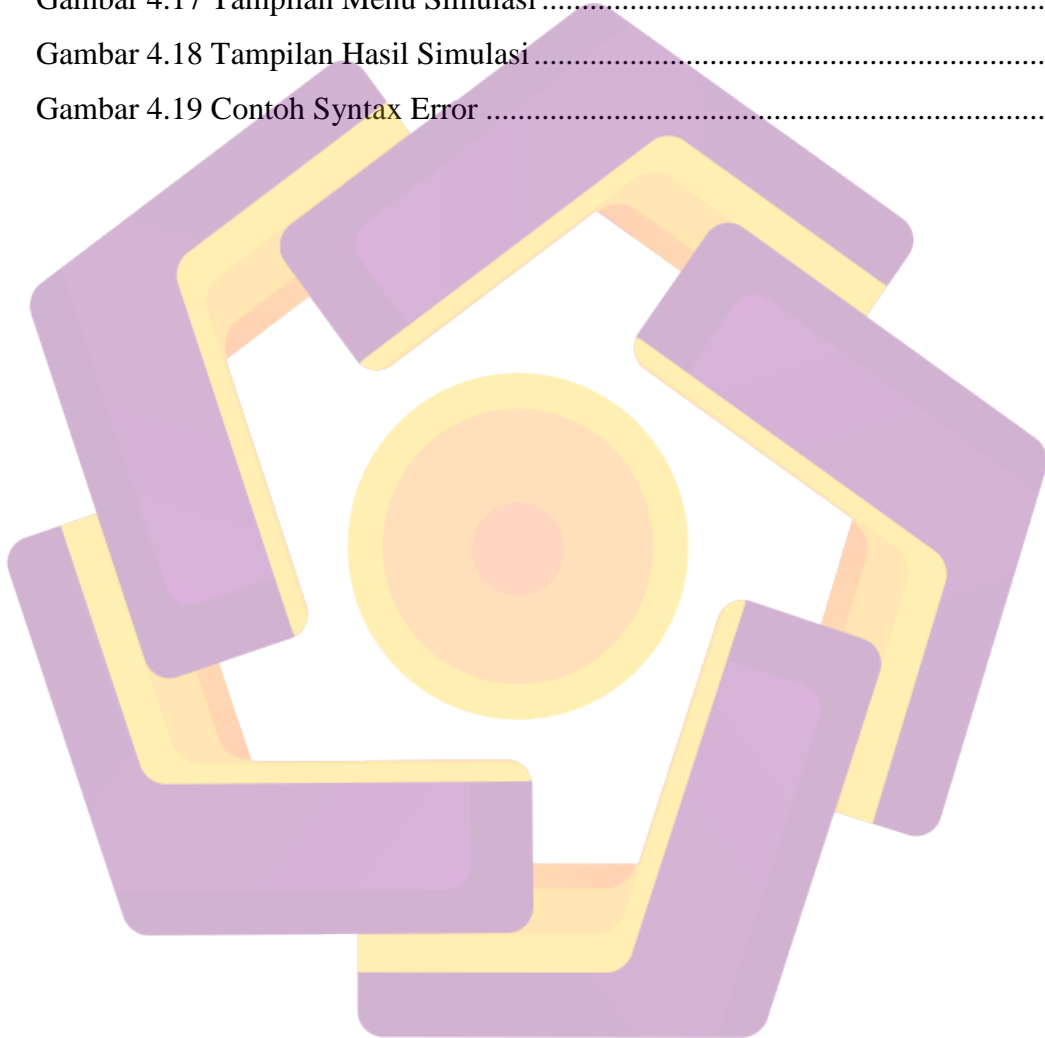 Gambar 4.17 Tampilan Menu Simulasi ................................................................
Gambar 4.18 Tampilan Hasil Simulasi ................................................................
Gambar 4.19 Contoh Syntax Error ......................................................................